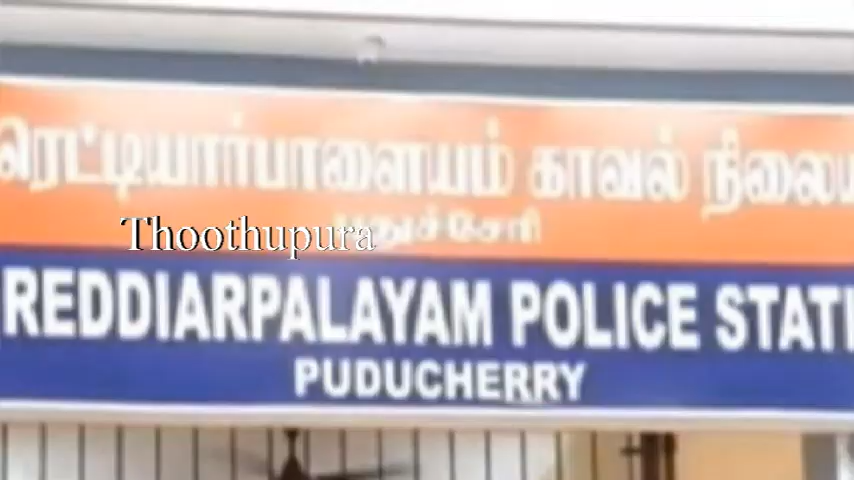 ரெட்டியார்பாளையம் காவல் நிலைய
புதுச்சேரி
Thoothupura
REDDIARPALAYAM POLICE STATI
PUDUCHERRY